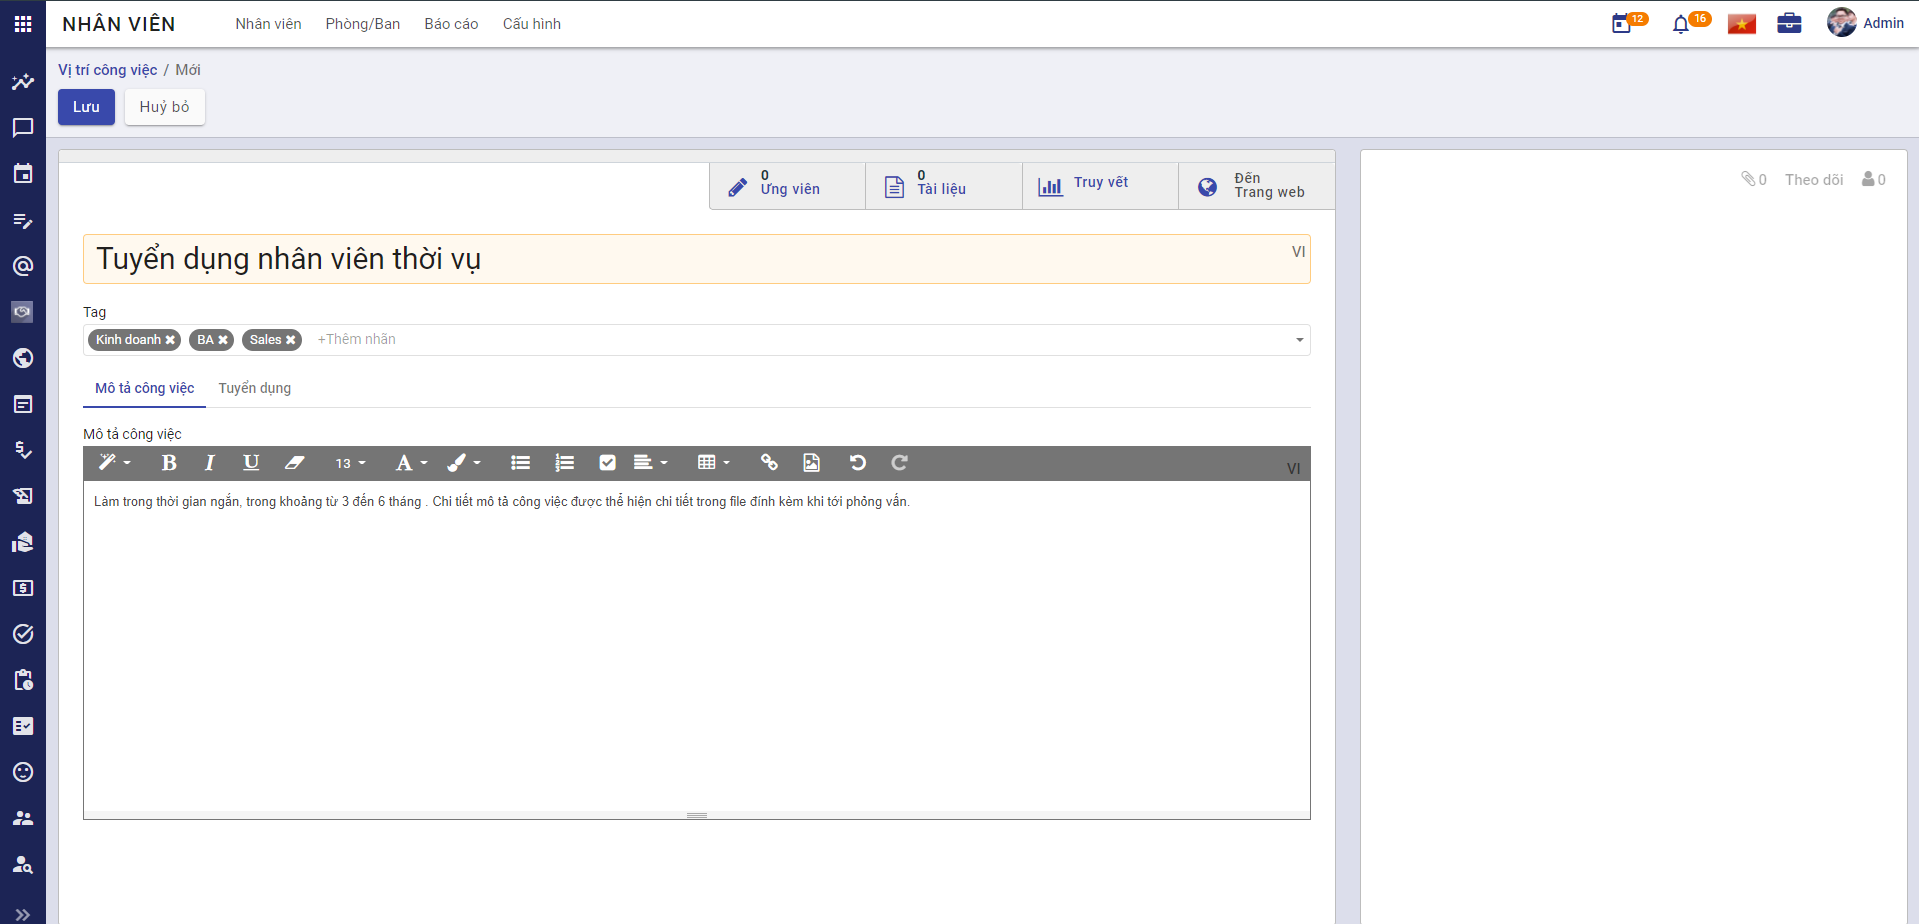 NHÂN VIÊN
Nhân viên
Phòng/Ban
Báo cáo
Cấu hình
12
16
Admin
Vị trí công việc / Mới
Lưu
Huỷ bỏ
0
Ứng viên
0
Tài liệu
Truy vết
Đến
Trang web
0
Theo dõi
0
Tuyển dụng nhân viên thời vụ
VI
Tag
Kinh doanh
BA
Sales
+Thêm nhãn
Mô tả công việc
Tuyển dụng
Mô tả công việc
B I U 13 A
VI
Làm trong thời gian ngắn, trong khoảng từ 3 đến 6 tháng . Chi tiết mô tả công việc được thể hiện chi tiết trong file đính kèm khi tới phỏng vấn.